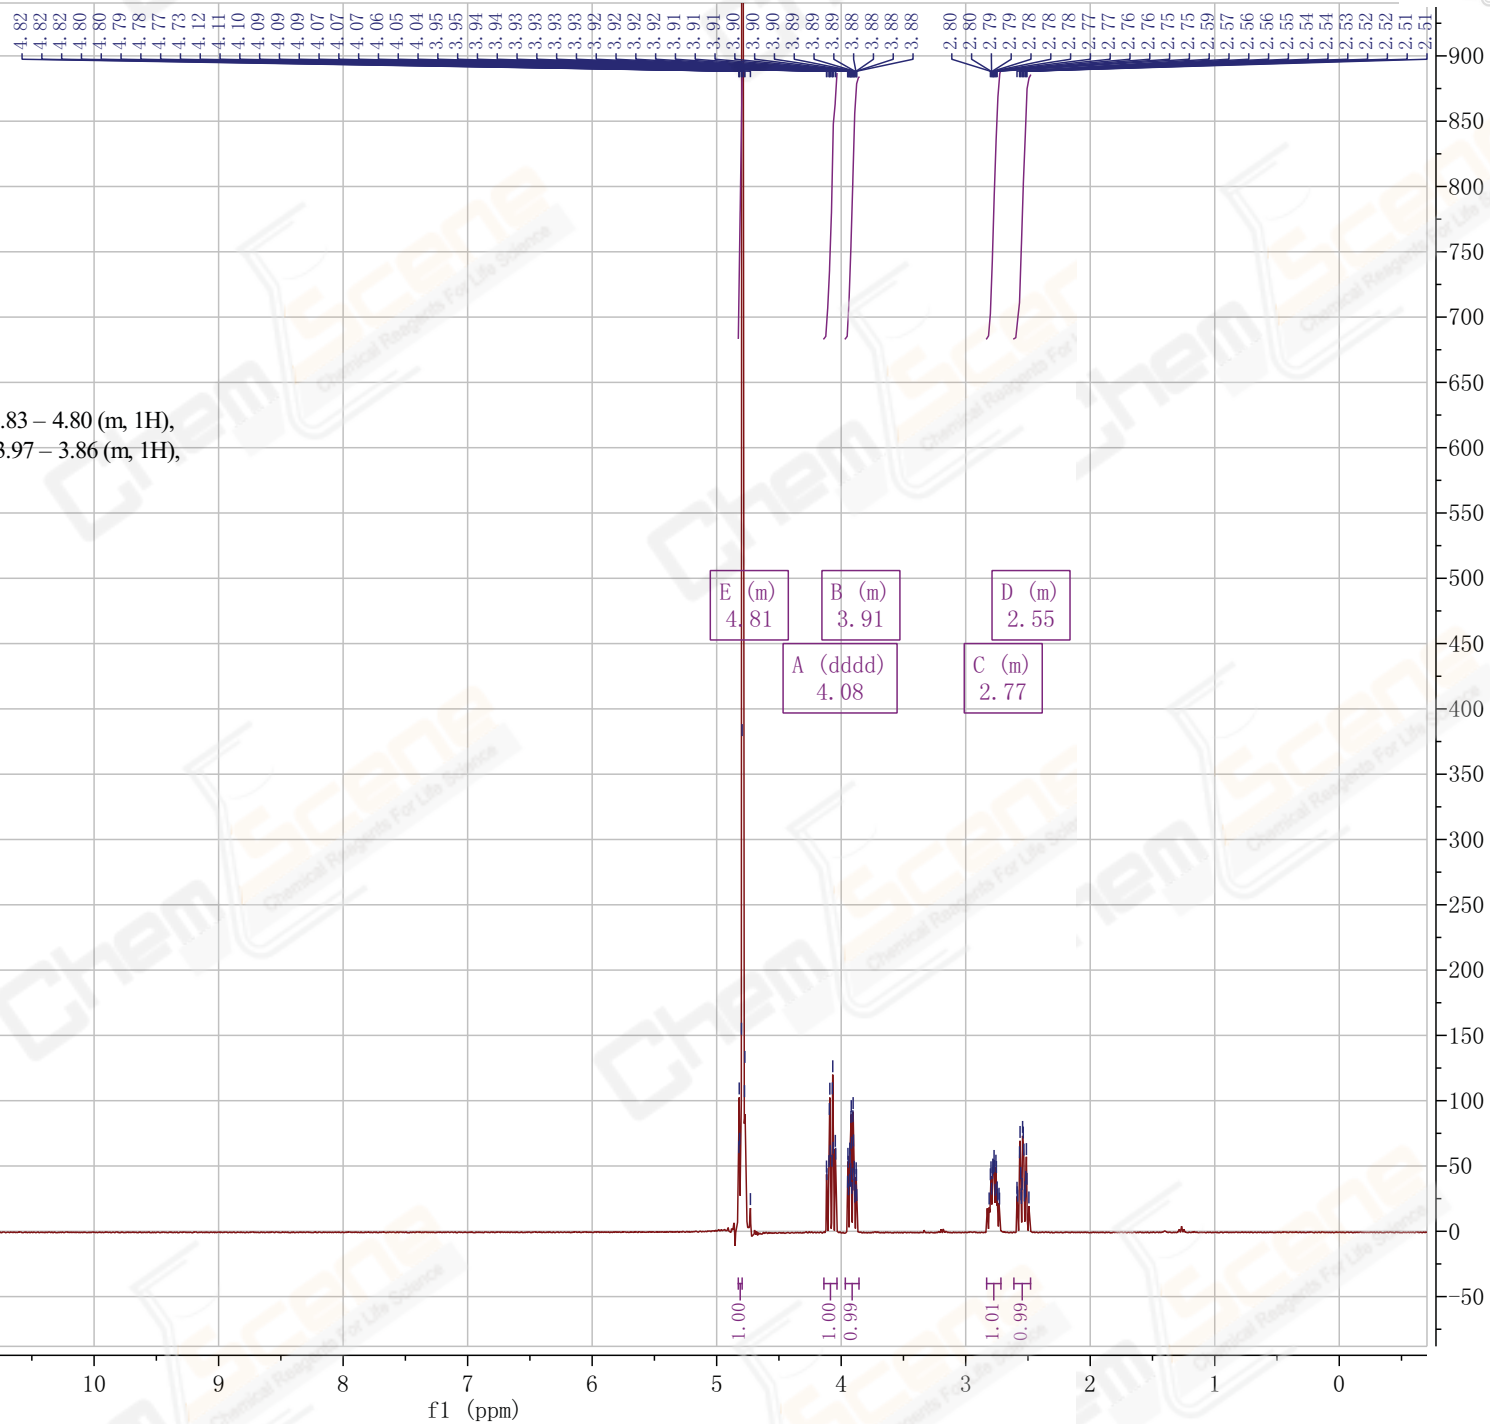 4.82 4.82 4.82 4.80 4.80 4.79 4.78 4.77 4.73 4.12 4.11 4.10 4.09 4.09 4.09 4.07 4.07 4.07 4.06 4.05 4.04 3.95 3.95 3.94 3.94 3.93 3.93 3.93 3.93 3.92 3.92 3.92 3.92 3.91 3.91 3.91 3.90 3.90 3.90 3.89 3.89 3.89 3.88 3.88 3.88 3.88 2.80 2.80 2.79 2.79 2.78 2.78 2.78 2.77 2.77 2.76 2.76 2.75 2.75 2.59 2.57 2.56 2.56 2.55 2.54 2.54 2.53 2.52 2.52 2.51 2.51
900
850
800
750
700
650
.83 – 4.80 (m, 1H),
3.97 – 3.86 (m, 1H),
600
550
500
E (m)
4.81
B (m)
3.91
D (m)
2.55
450
A (dddd)
4.08
C (m)
2.77
400
350
300
250
200
150
100
50
0
-50
1.00
1.00
0.99
1.01
0.99
10 9 8 7 6 5 4 3 2 1 0
f1 (ppm)
ChemScene
Chemical Reagents For Life Science